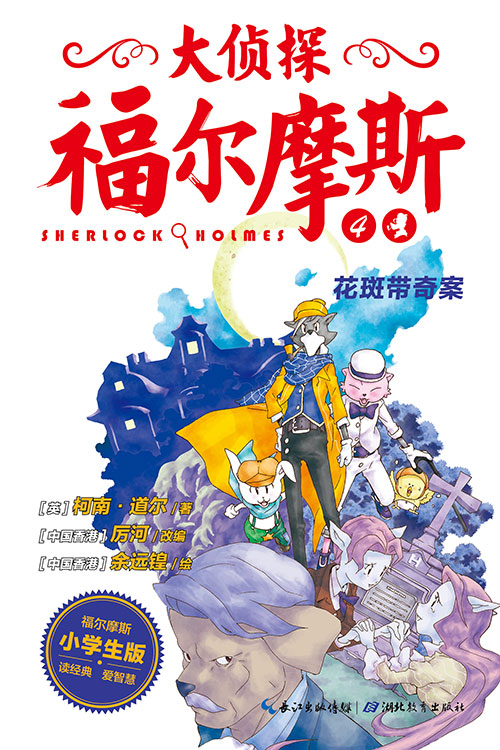 大侦探
福尔摩斯
SHERLOCK HOLMES
4
花斑带奇案
[英]柯南·道尔/著
[中国香港]厉河/改编
[中国香港]余远锽/绘
福尔摩斯
小学生版
读经典 爱智慧
H
长江出版传媒 湖北教育出版社